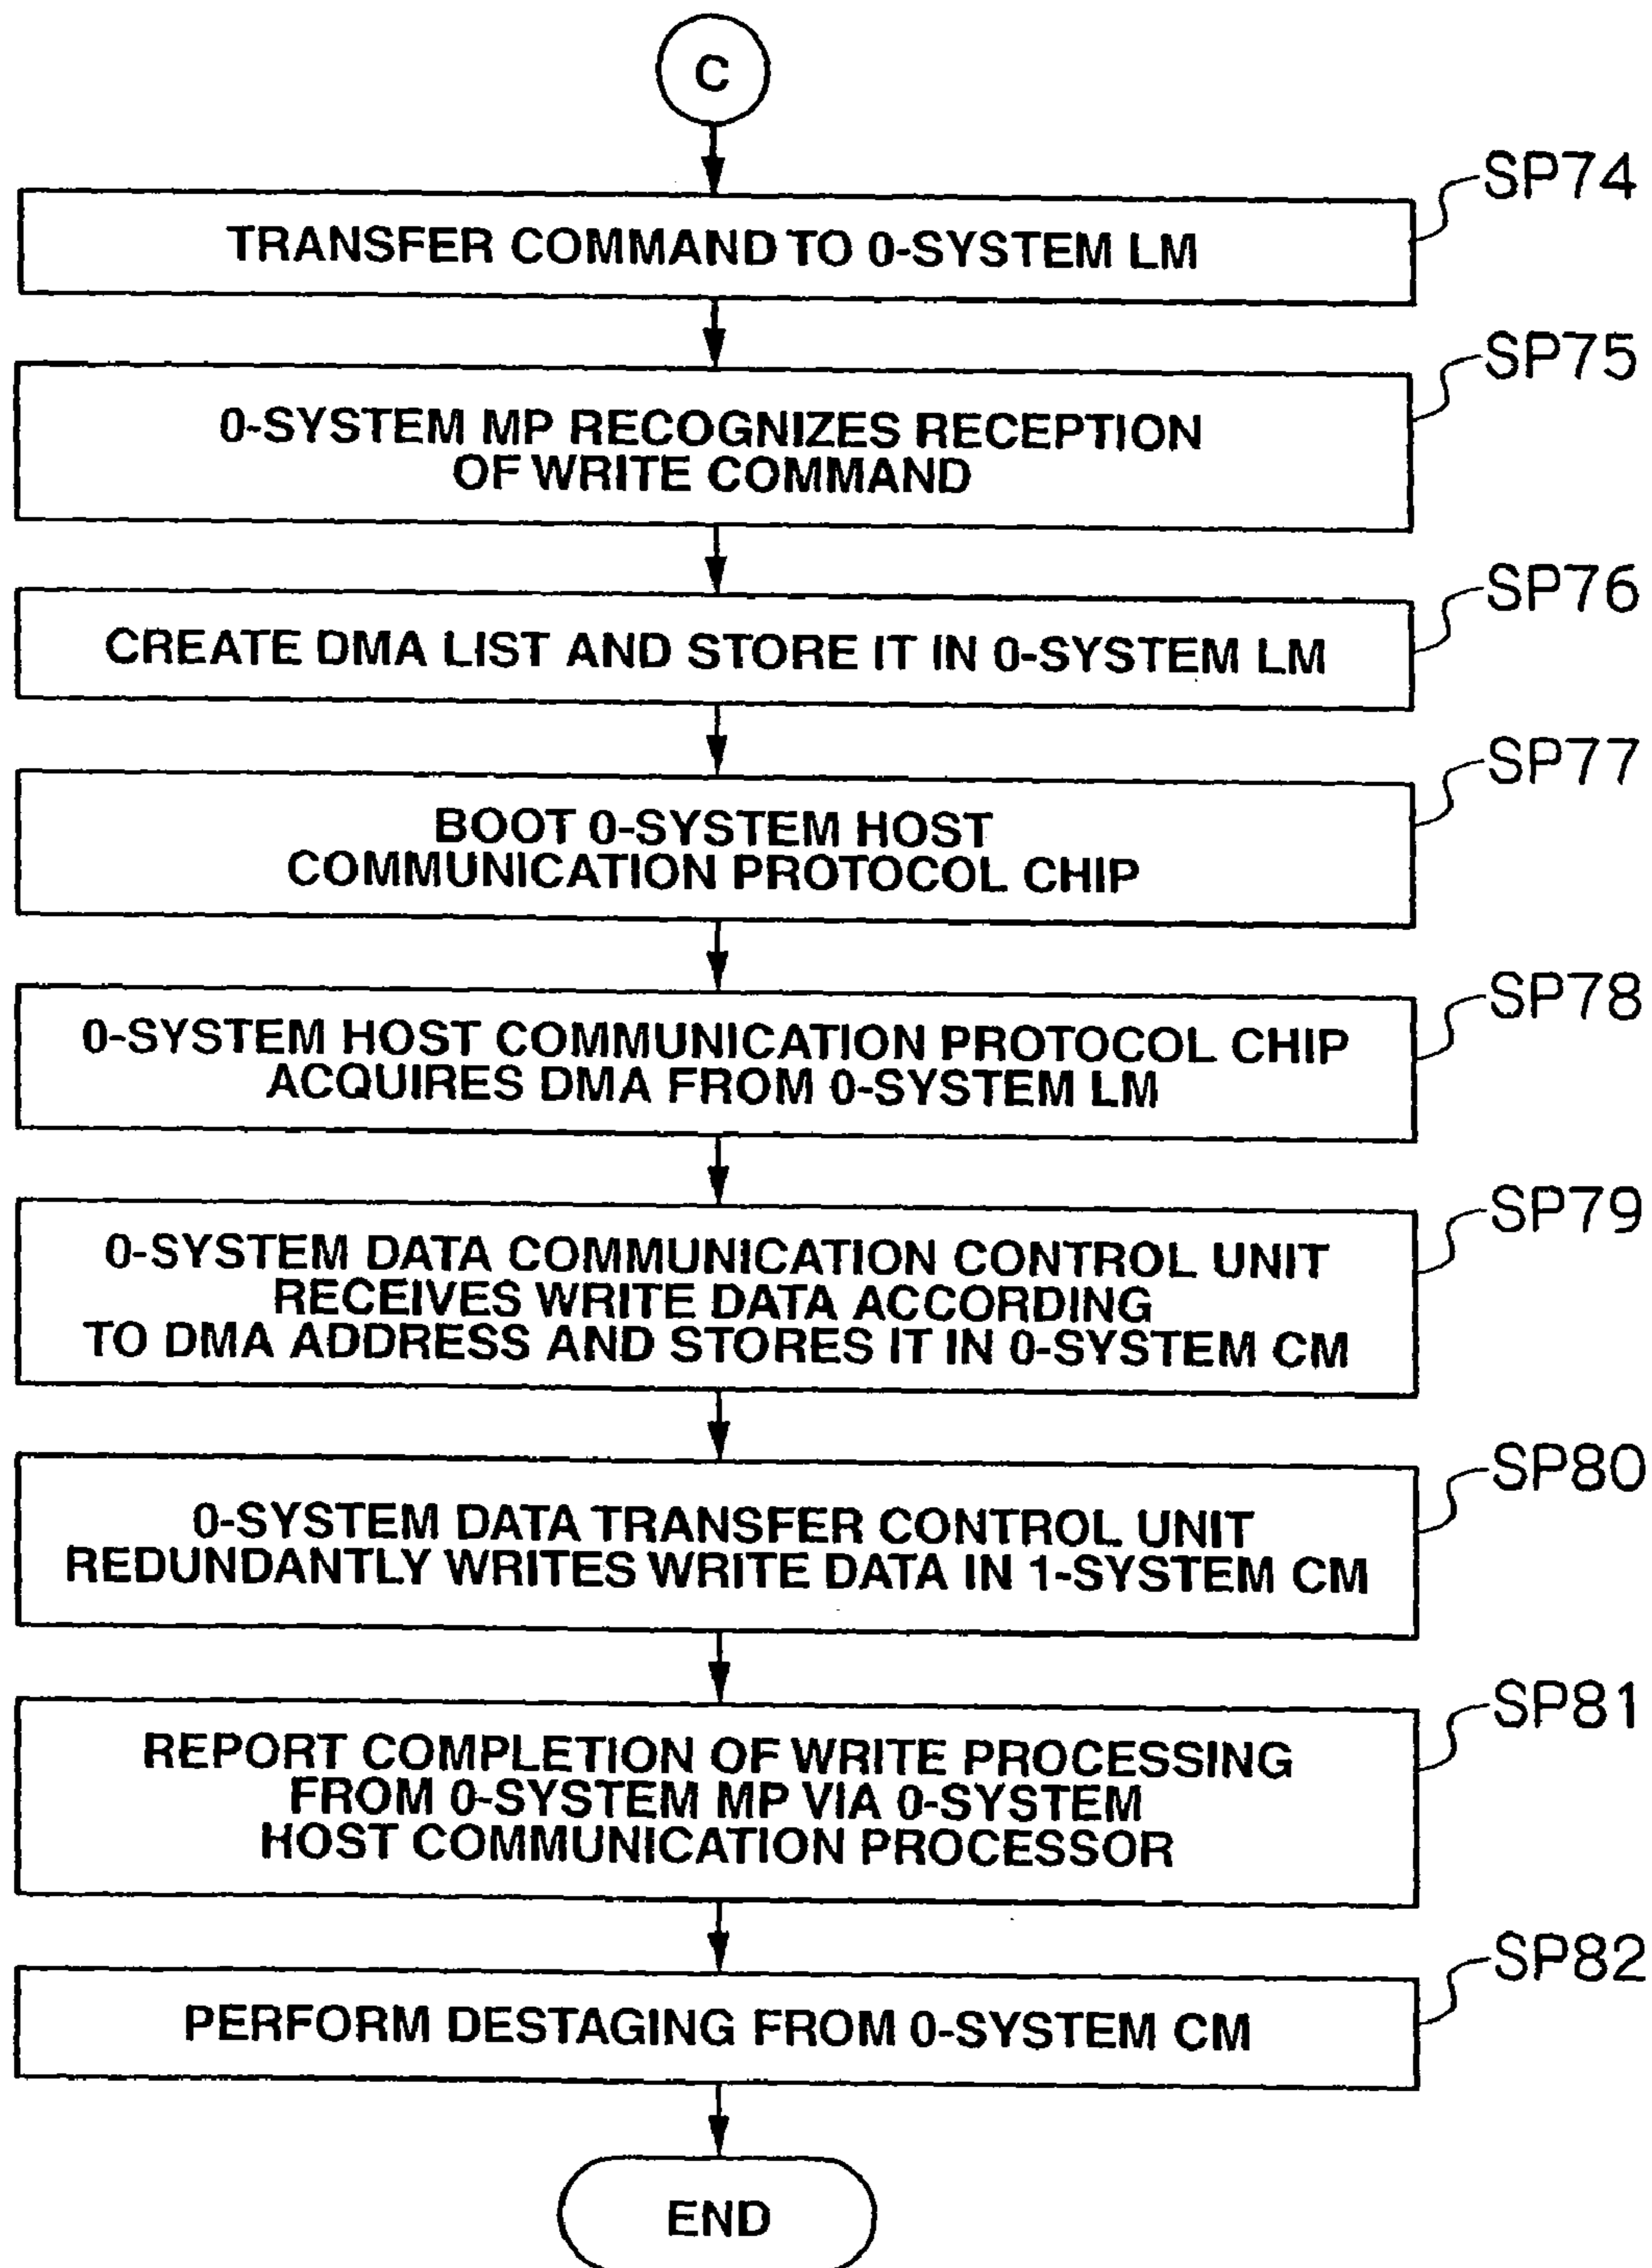 C
SP74
TRANSFER COMMAND TO 0-SYSTEM LM
SP75
0-SYSTEM MP RECOGNIZES RECEPTION
OF WRITE COMMAND
SP76
CREATE DMA LIST AND STORE IT IN 0-SYSTEM LM
SP77
BOOT 0-SYSTEM HOST
COMMUNICATION PROTOCOL CHIP
SP78
0-SYSTEM HOST COMMUNICATION PROTOCOL CHIP
ACQUIRES DMA FROM 0-SYSTEM LM
SP79
0-SYSTEM DATA COMMUNICATION CONTROL UNIT
RECEIVES WRITE DATA ACCORDING
TO DMA ADDRESS AND STORES IT IN 0-SYSTEM CM
SP80
0-SYSTEM DATA TRANSFER CONTROL UNIT
REDUNDANTLY WRITES WRITE DATA IN 1-SYSTEM CM
SP81
REPORT COMPLETION OF WRITE PROCESSING
FROM 0-SYSTEM MP VIA 0-SYSTEM
HOST COMMUNICATION PROCESSOR
SP82
PERFORM DESTAGING FROM 0-SYSTEM CM
END